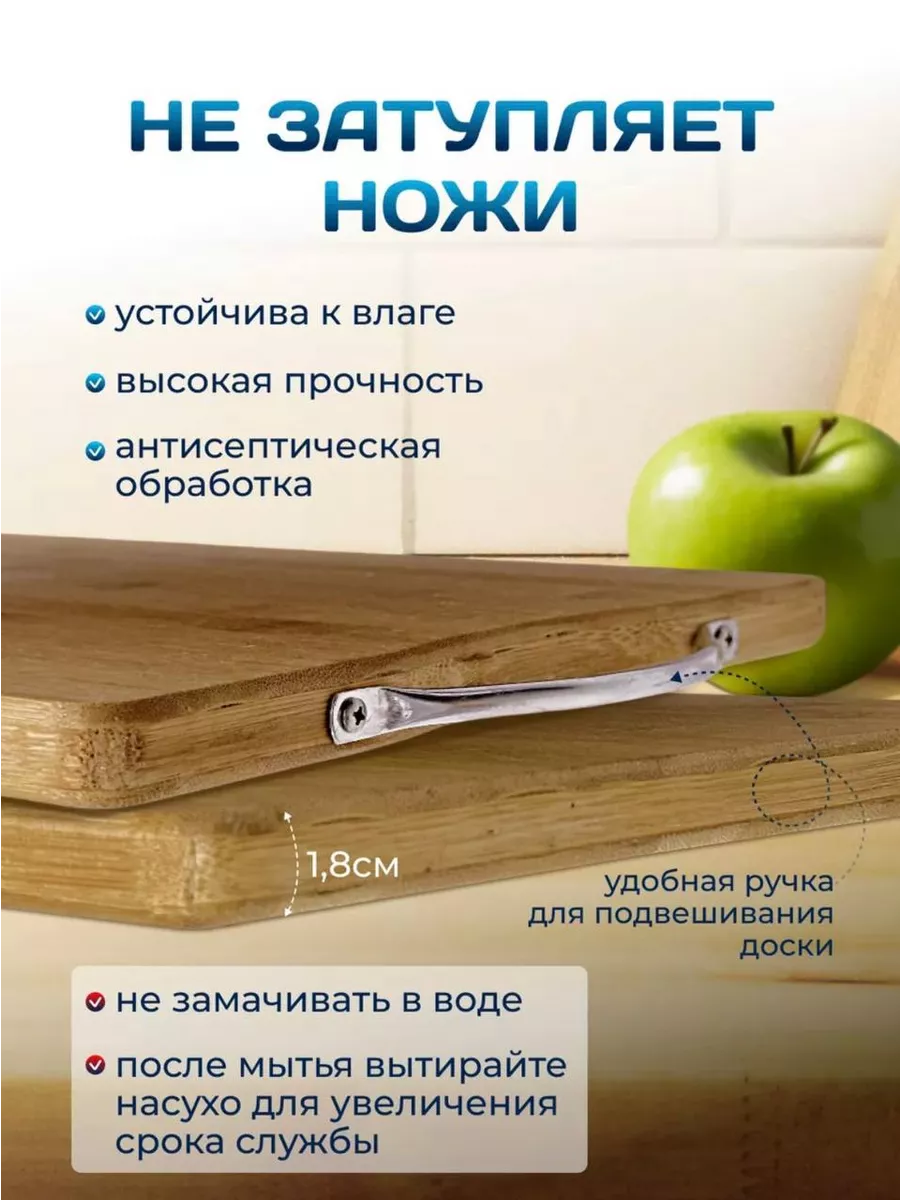 НЕ ЗАТУПЛЯЕТ
НОЖИ
устойчива к влаге
высокая прочность
антисептическая
обработка
1,8см
удобная ручка
для подвешивания
доски
не замачивать в воде
после мытья вытирайте
насухо для увеличения
срока службы